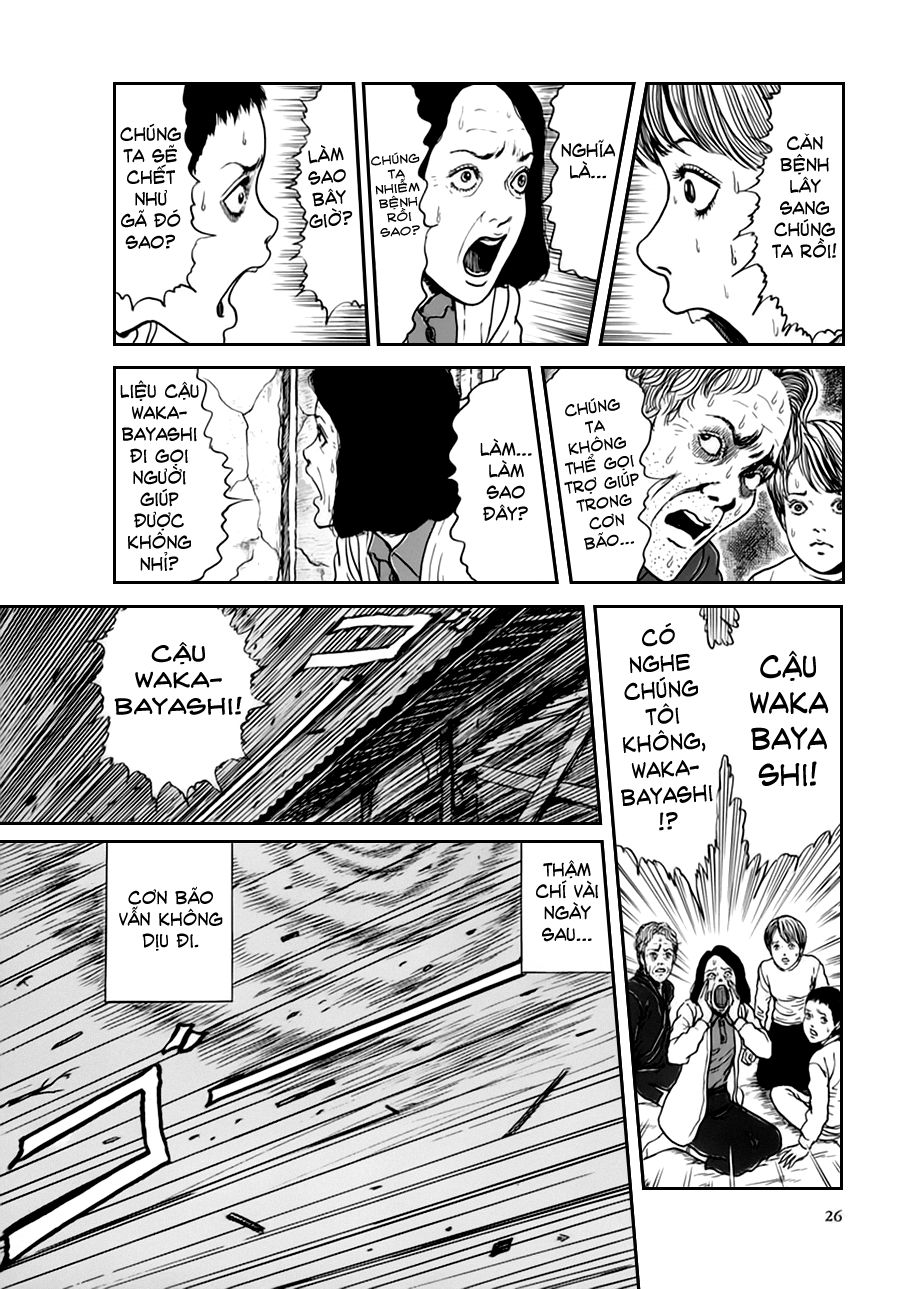 CĂN
BỆNH
LÂY
SANG
CHÚNG
TA RỒI!
NGHĨA
LÀ...
CHÚNG
TA
NHIỄM
BỆNH
RỒI
SAO?
LÀM
SAO
BÂY
GIỜ?
CHÚNG
TA SẼ
CHẾT
NHƯ
GÃ ĐÓ
SAO?
CHÚNG
TA
KHÔNG
THỂ GỌI
TRỢ GIÚP
TRONG
CƠN
BÃO...
LÀM...
LÀM
SAO
ĐÂY?
LIỆU CẬU
WAKA-
BAYASHI
ĐI GỌI
NGƯỜI
GIÚP
ĐƯỢC
KHÔNG
NHỈ?
CẬU
WAKA
BAYA
SHI!
CÓ
NGHE
CHÚNG
TÔI
KHÔNG,
WAKA-
BAYASHI
!?
CẬU
WAKA-
BAYASHI!
THẬM
CHÍ VÀI
NGÀY
SAU...
CƠN BÃO
VẪN KHÔNG
DỊU ĐI.
26